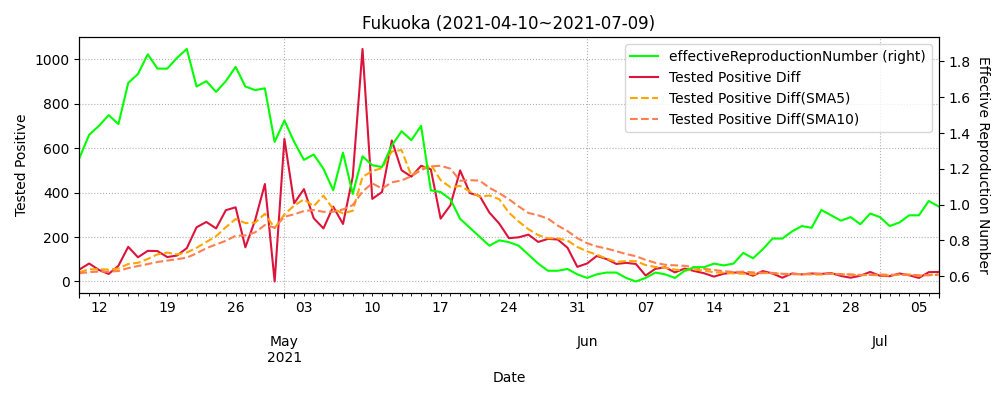 Fukuoka (2021-04-10~2021-07-09)
effectiveReproductionNumber (right)
Tested Positive Diff
Tested Positive Diff(SMA5)
Tested Positive Diff(SMA10)
Tested Positive
1000
800
600
400
200
0
Effective Reproduction Number
1.8
1.6
1.4
1.2
1.0
0.8
0.6
12 19 26 03 10 17 24 31 07 14 21 28 05
May Jun Jul
2021
Date